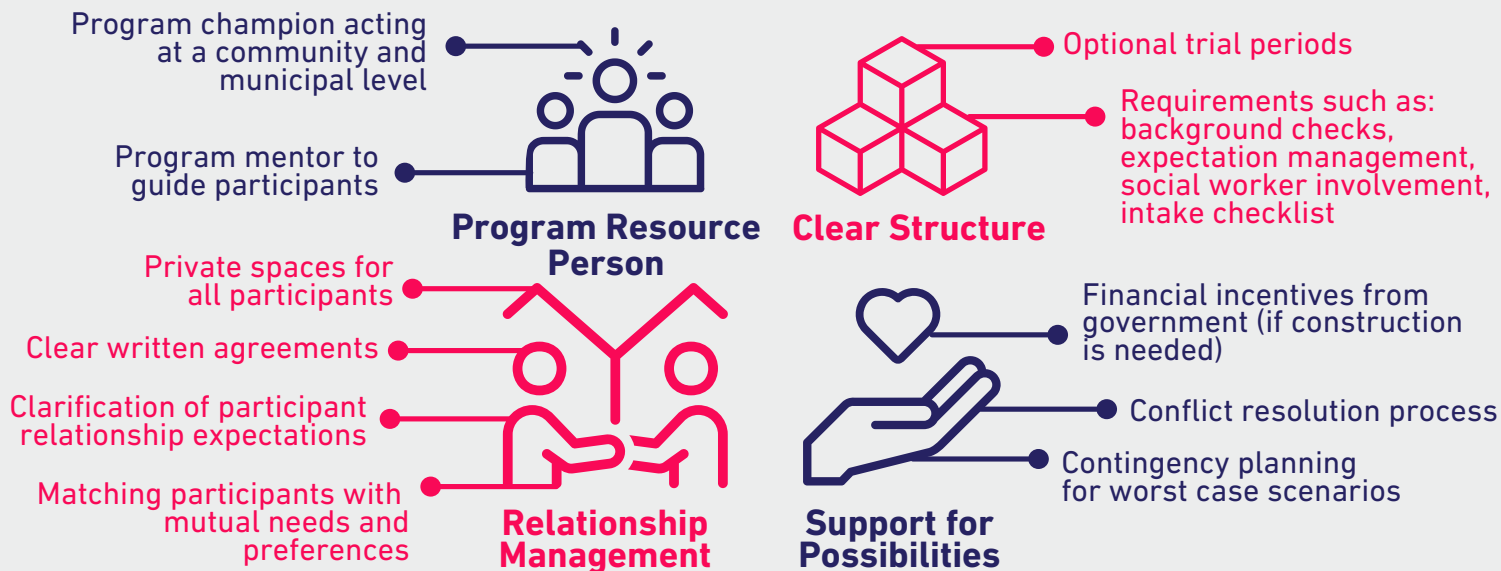 Program champion acting
at a community and
municipal level
Program mentor to
guide participants
Program Resource
Person
Optional trial periods
Requirements such as:
background checks,
expectation management,
social worker involvement,
intake checklist
Clear Structure
Private spaces for
all participants
Clear written agreements
Clarification of participant
relationship expectations
Matching participants with
mutual needs and
preferences
Relationship
Management
Financial incentives from
government (if construction
is needed)
Conflict resolution process
Contingency planning
for worst case scenarios
Support for
Possibilities